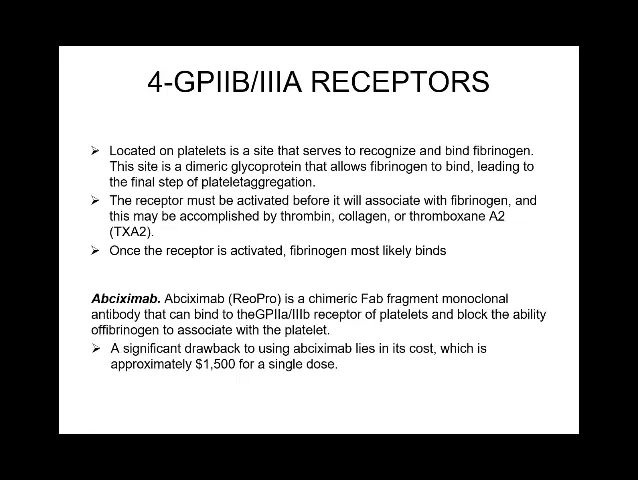 4-GPIIB/IIIA RECEPTORS
➢ Located on platelets is a site that serves to recognize and bind fibrinogen.
This site is a dimeric glycoprotein that allows fibrinogen to bind, leading to
the final step of plateletaggregation.
➢ The receptor must be activated before it will associate with fibrinogen, and
this may be accomplished by thrombin, collagen, or thromboxane A2
(TXA2).
➢ Once the receptor is activated, fibrinogen most likely binds
Abciximab. Abciximab (ReoPro) is a chimeric Fab fragment monoclonal
antibody that can bind to theGPIIa/IIIb receptor of platelets and block the ability
offibrinogen to associate with the platelet.
➢ A significant drawback to using abciximab lies in its cost, which is
approximately $1,500 for a single dose.